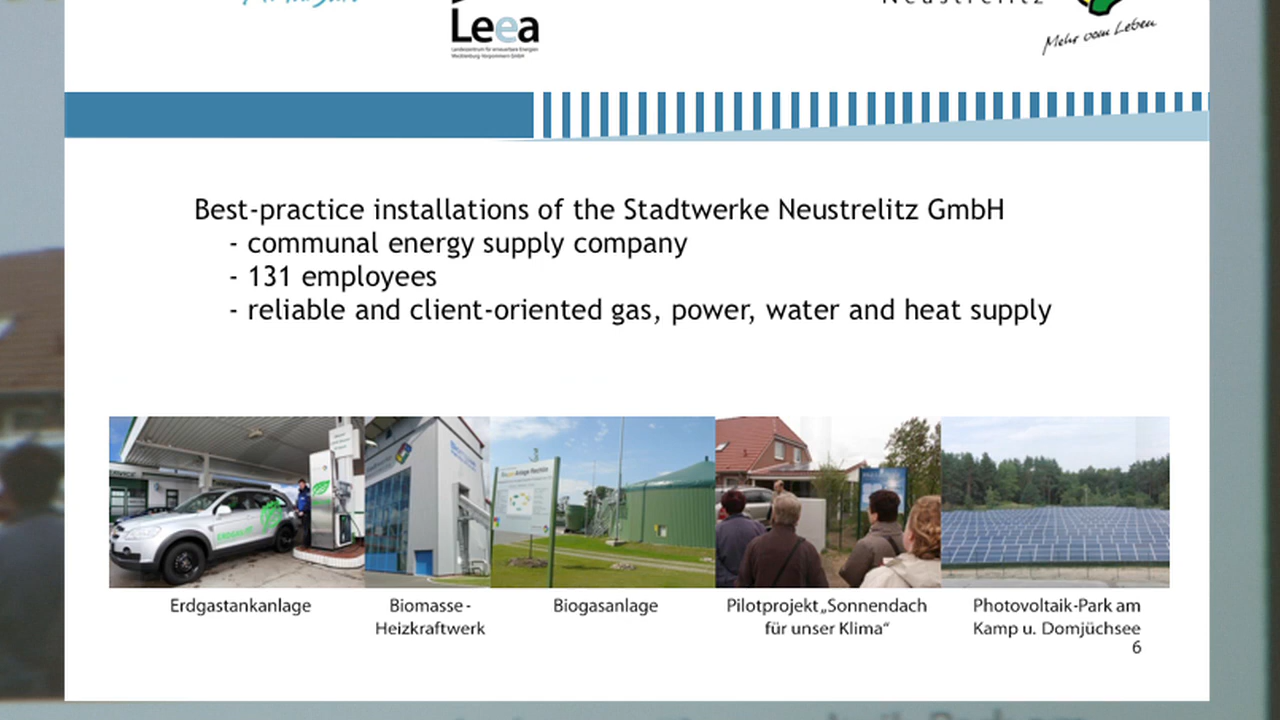 Leea
Landeszentrum für erneuerbare Energien
Mecklenburg-Vorpommern GmbH
Neustrelitz
Mehr vom Leben
Best-practice installations of the Stadtwerke Neustrelitz GmbH
- communal energy supply company
- 131 employees
- reliable and client-oriented gas, power, water and heat supply
SERVICE
ERDGAS
Erdgastankanlage
Biomasse-
Heizkraftwerk
Biogasanlage
Pilotprojekt „Sonnendach
für unser Klima“
Photovoltaik-Park am
Kamp u. Domjüchsee
6